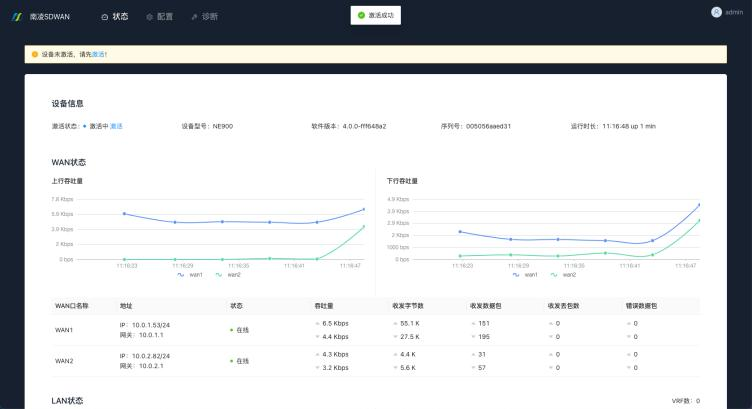 南凌SDWAN 状态 配置 诊断 激活成功 admin
设备未激活，请先激活！
设备信息
激活状态： 激活中 激活 设备型号： NE900 软件版本： 4.0.0-fff648a2 序列号： 005056aaed31 运行时长： 11:16:48 up 1 min
WAN状态
上行吞吐量 下行吞吐量
7.8 Kbps
5.9 Kbps
3.9 Kbps
2 Kbps
0 bps
11:16:23 11:16:29 11:16:35 11:16:41 11:16:47
wan1 wan2
4.9 Kbps
3.9 Kbps
2.9 Kbps
2 Kbps
1000 bps
0 bps
11:16:23 11:16:29 11:16:35 11:16:41 11:16:47
wan1 wan2
WAN口名称 地址 状态 吞吐量 收发字节数 收发数据包 收发丢包数 错误数据包
WAN1 IP： 10.0.1.53/24 在线 6.5 Kbps 55.1 K 151 0 0
网关： 10.0.1.1 4.4 Kbps 27.5 K 195 0 0
WAN2 IP： 10.0.2.82/24 在线 4.3 Kbps 4.4 K 31 0 0
网关： 10.0.2.1 3.2 Kbps 5.6 K 57 0 0
LAN状态 VRF数： 0